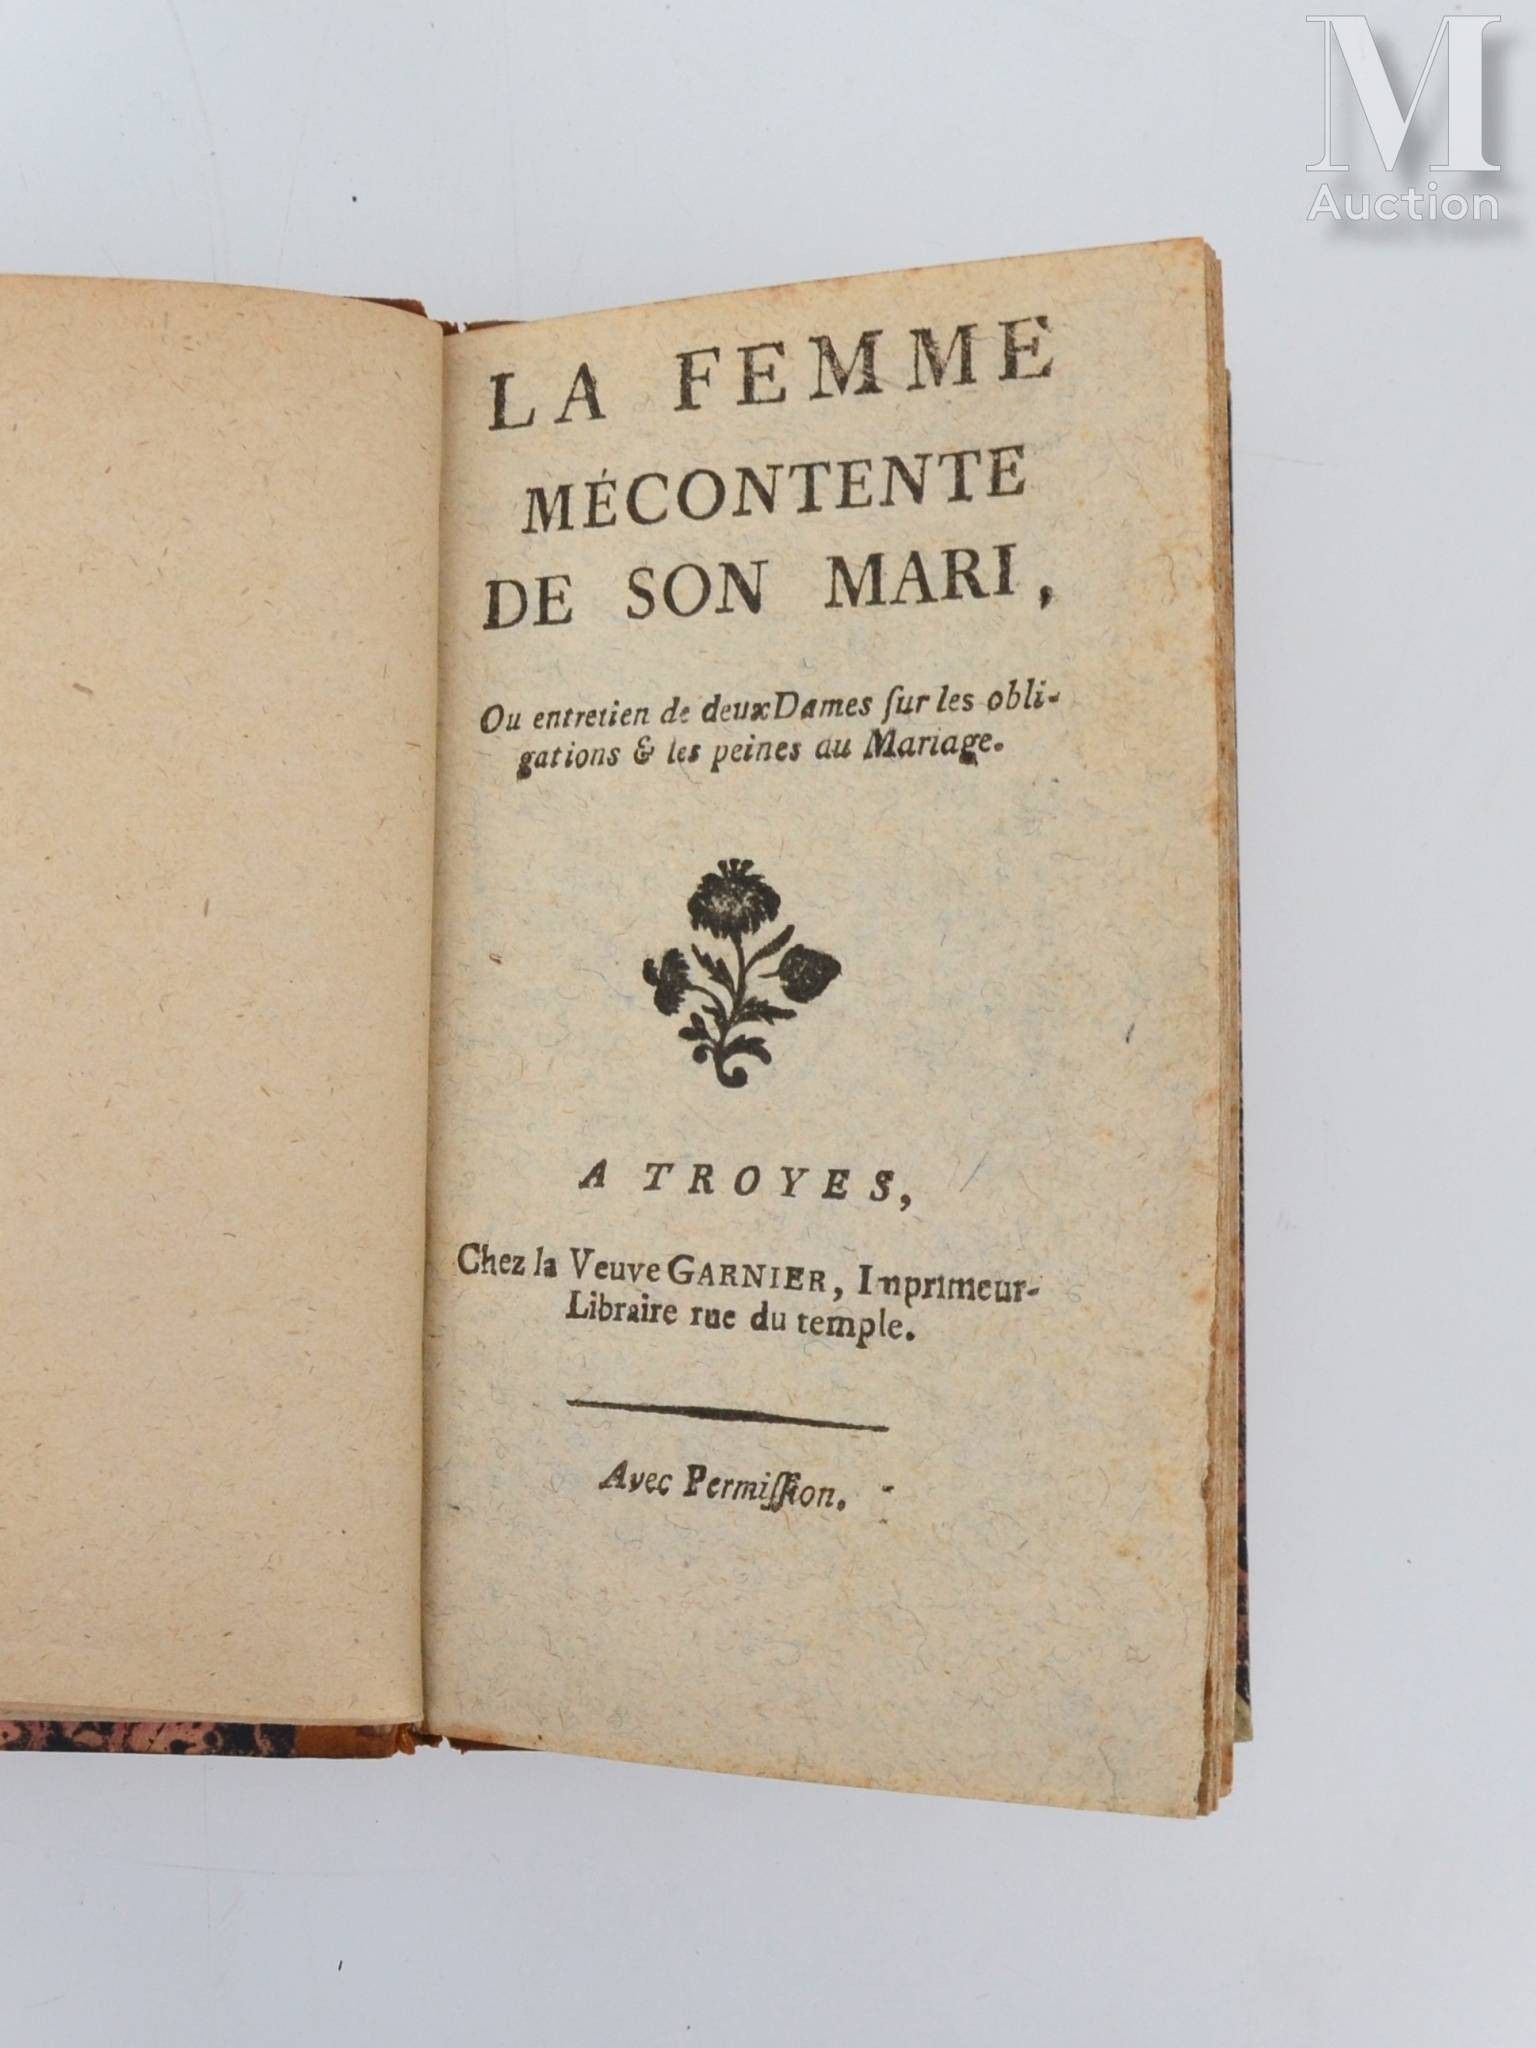 M
Auction
LA FEMME
MÉCONTENTE
DE SON MARI,
Ou entretien de deux Dames ſur les obli-
gations & les peines du Mariage.
A TROYES,
Chez la Veuve GARNIER, Imprimeur-
Libraire rue du temple.
Avec Permiſſion.